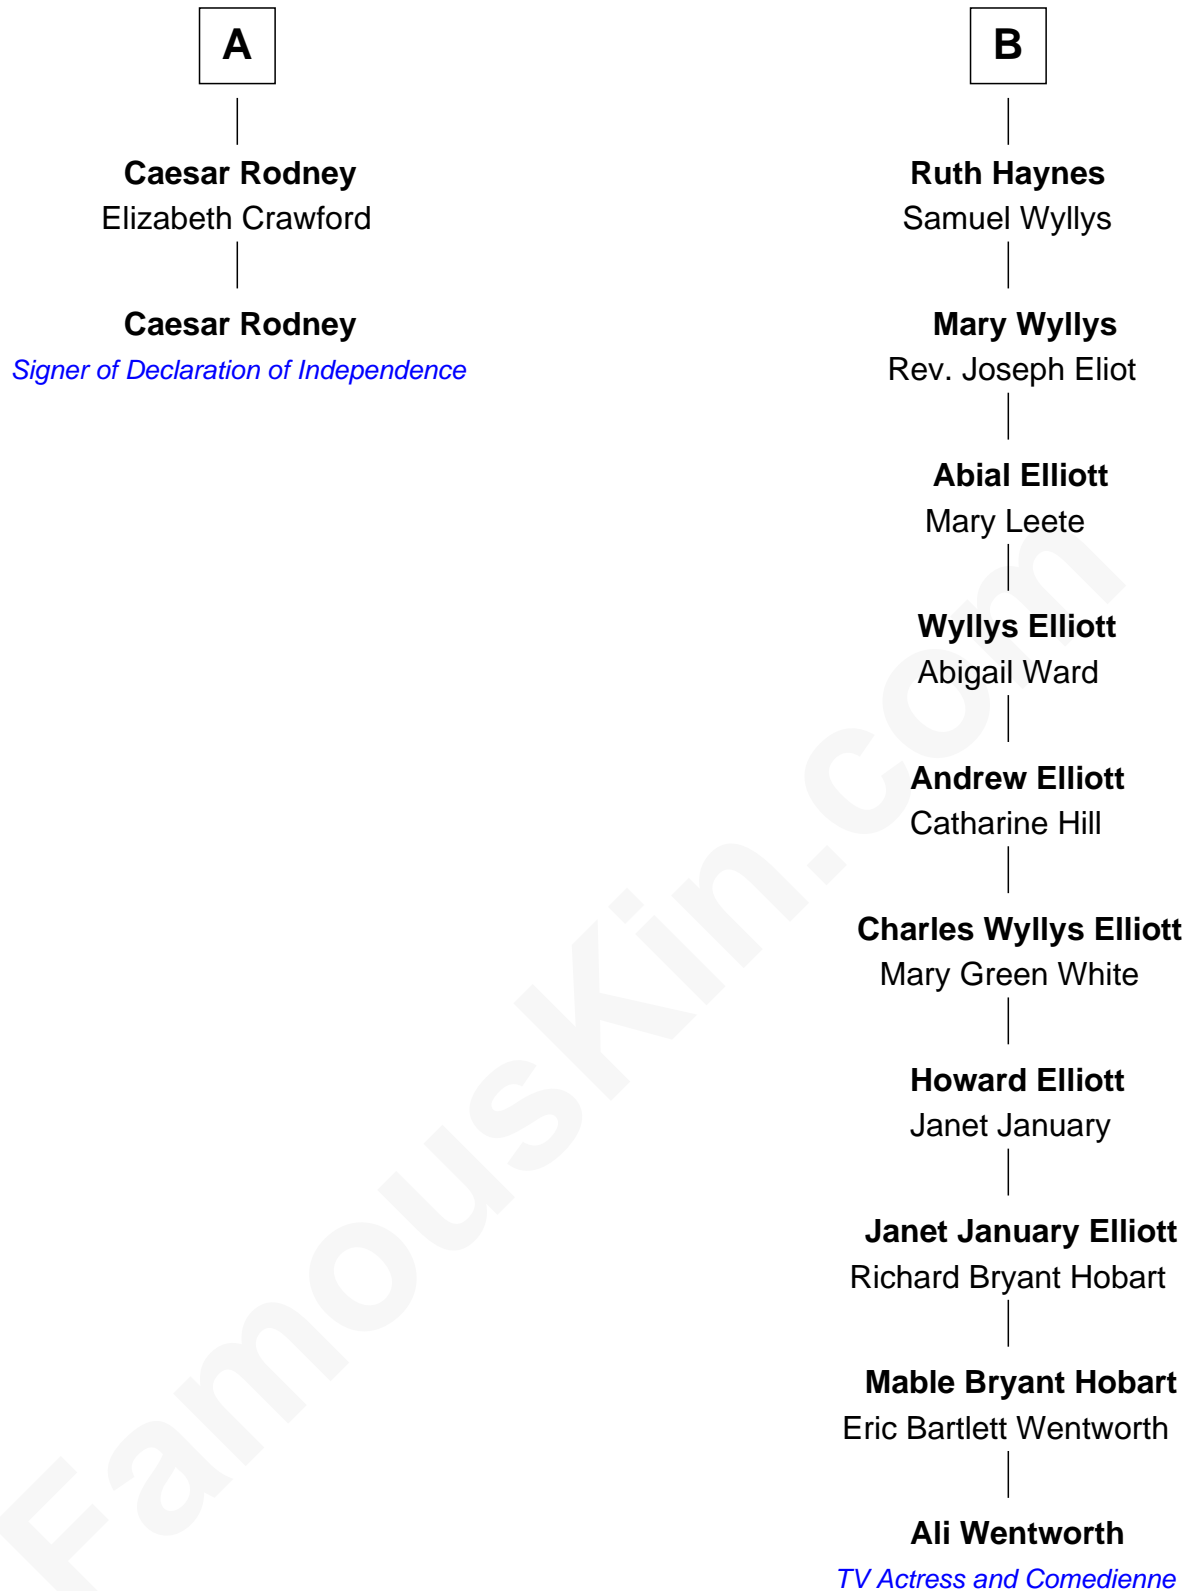 A
Caesar Rodney
Elizabeth Crawford
Caesar Rodney
Signer of Declaration of Independence
B
Ruth Haynes
Samuel Wyllys
Mary Wyllys
Rev. Joseph Eliot
Abial Elliott
Mary Leete
Wyllys Elliott
Abigail Ward
Andrew Elliott
Catharine Hill
Charles Wyllys Elliott
Mary Green White
Howard Elliott
Janet January
Janet January Elliott
Richard Bryant Hobart
Mable Bryant Hobart
Eric Bartlett Wentworth
Ali Wentworth
TV Actress and Comedienne
FamousKin.com